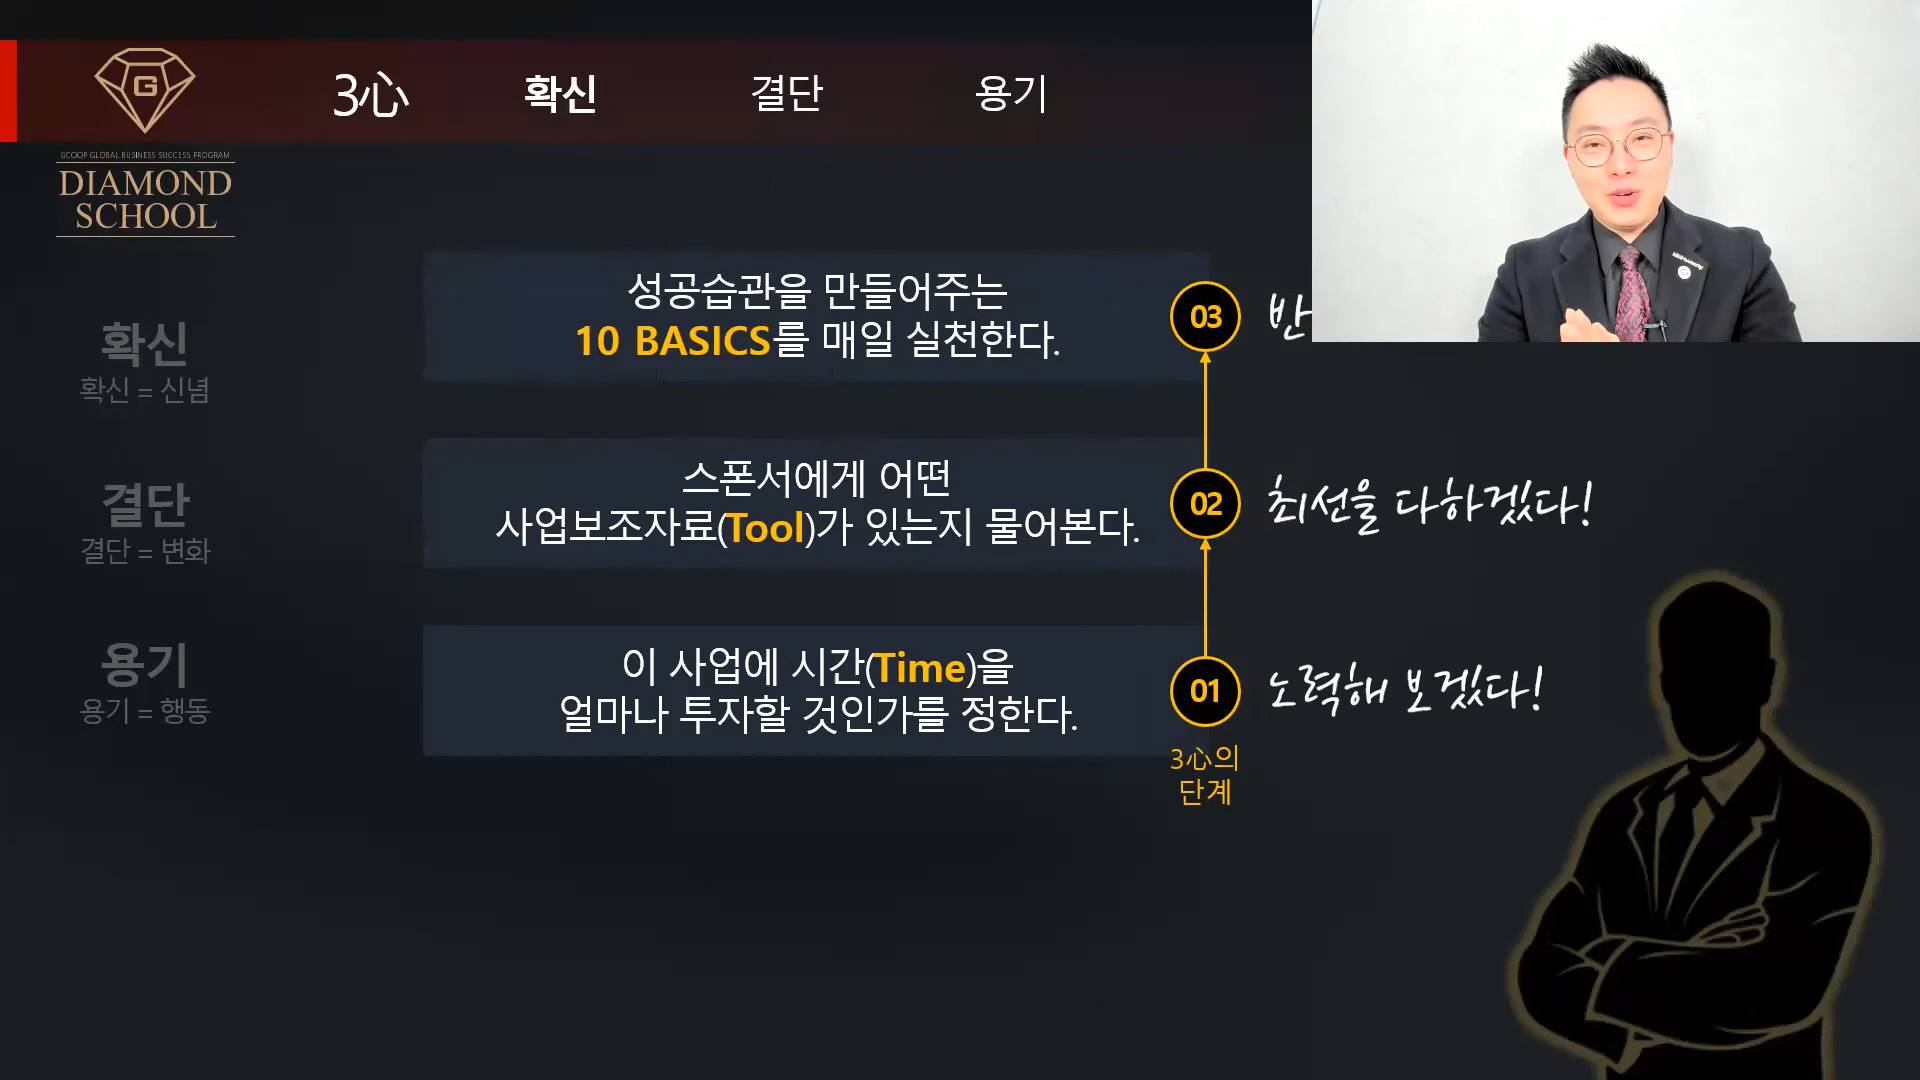 G
3心
확신
결단
용기
GCOOP GLOBAL BUSINESS SUCCESS PROGRAM
DIAMOND
SCHOOL
확신
확신 = 신념
결단
결단 = 변화
용기
용기 = 행동
성공습관을 만들어주는
10 BASICS를 매일 실천한다.
03
반
스폰서에게 어떤
사업보조자료(Tool)가 있는지 물어본다.
02
최선을 다하겠다!
이 사업에 시간(Time)을
얼마나 투자할 것인가를 정한다.
01
노력해 보겠다!
3心의
단계